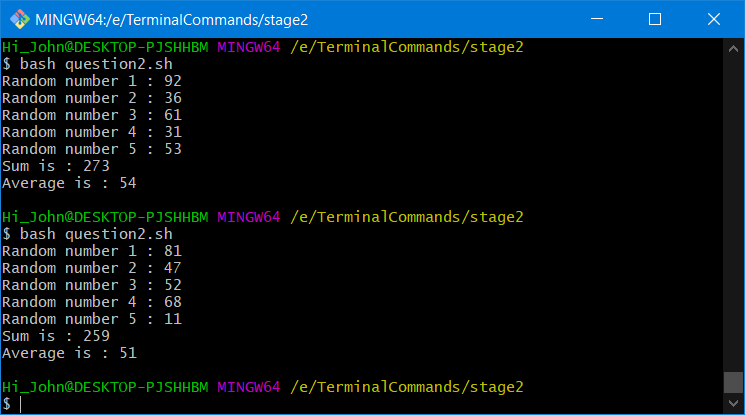 MINGW64:/e/TerminalCommands/stage2
Hi_John@DESKTOP-PJSHHBM MINGW64 /e/TerminalCommands/stage2
$ bash question2.sh
Random number 1 : 92
Random number 2 : 36
Random number 3 : 61
Random number 4 : 31
Random number 5 : 53
Sum is : 273
Average is : 54
Hi_John@DESKTOP-PJSHHBM MINGW64 /e/TerminalCommands/stage2
$ bash question2.sh
Random number 1 : 81
Random number 2 : 47
Random number 3 : 52
Random number 4 : 68
Random number 5 : 11
Sum is : 259
Average is : 51
Hi_John@DESKTOP-PJSHHBM MINGW64 /e/TerminalCommands/stage2
$